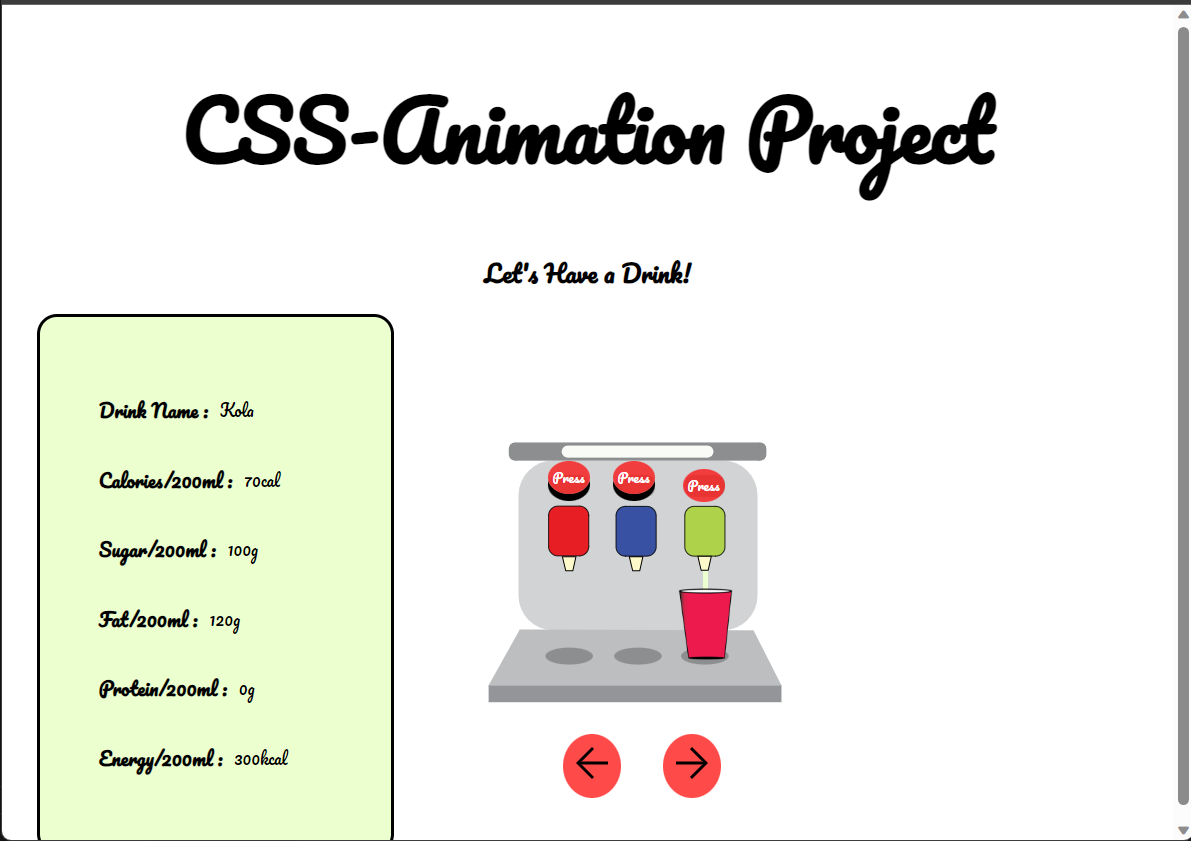 CSS-Animation Project
Let's Have a Drink!
Drink Name : Kola
Calories/200ml : 70cal
Sugar/200ml : 100g
Fat/200ml : 120g
Protein/200ml : 0g
Energy/200ml : 300kcal
Press
Press
Press